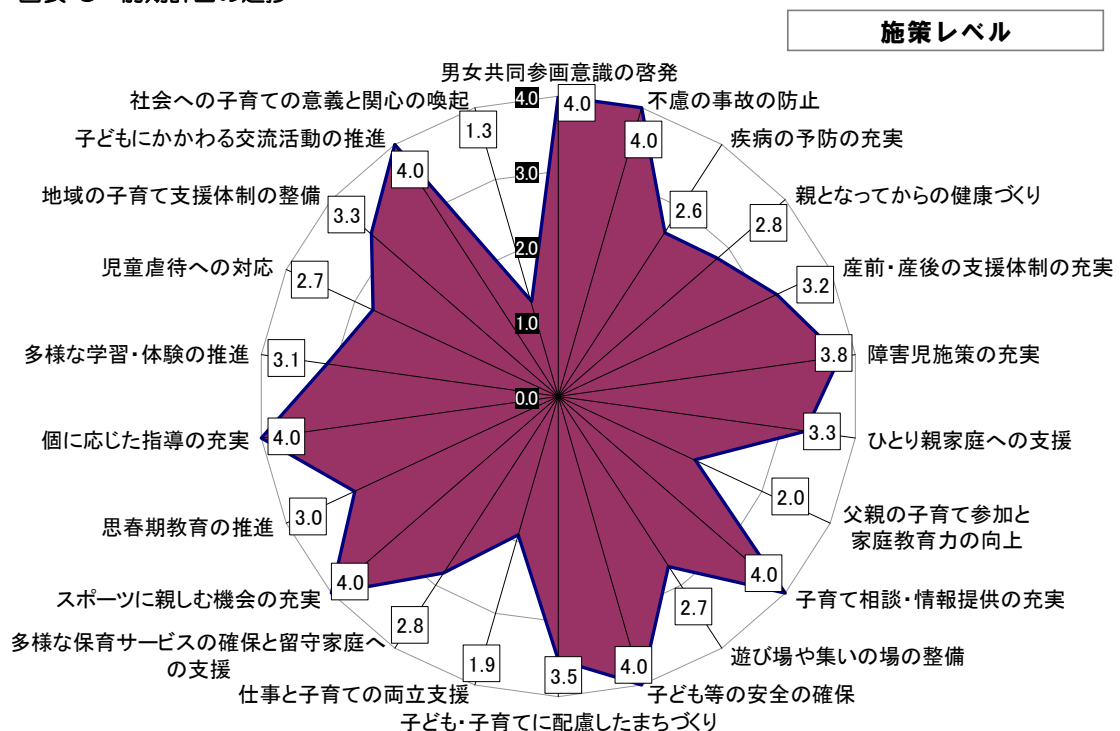 施策レベル
男女共同参画意識の啓発
4.0
不慮の事故の防止
4.0
疾病の予防の充実
2.6
親となってからの健康づくり
2.8
産前・産後の支援体制の充実
3.2
障害児施策の充実
3.8
ひとり親家庭への支援
3.3
父親の子育て参加と
家庭教育力の向上
2.0
子育て相談・情報提供の充実
4.0
遊び場や集いの場の整備
2.7
子ども等の安全の確保
4.0
子ども・子育てに配慮したまちづくり
3.5
仕事と子育ての両立支援
1.9
多様な保育サービスの確保と留守家庭へ
の支援
2.8
スポーツに親しむ機会の充実
4.0
思春期教育の推進
3.0
個に応じた指導の充実
4.0
多様な学習・体験の推進
3.1
児童虐待への対応
2.7
地域の子育て支援体制の整備
3.3
子どもにかかわる交流活動の推進
4.0
社会への子育ての意義と関心の喚起
1.3
4.0
3.0
2.0
1.0
0.0